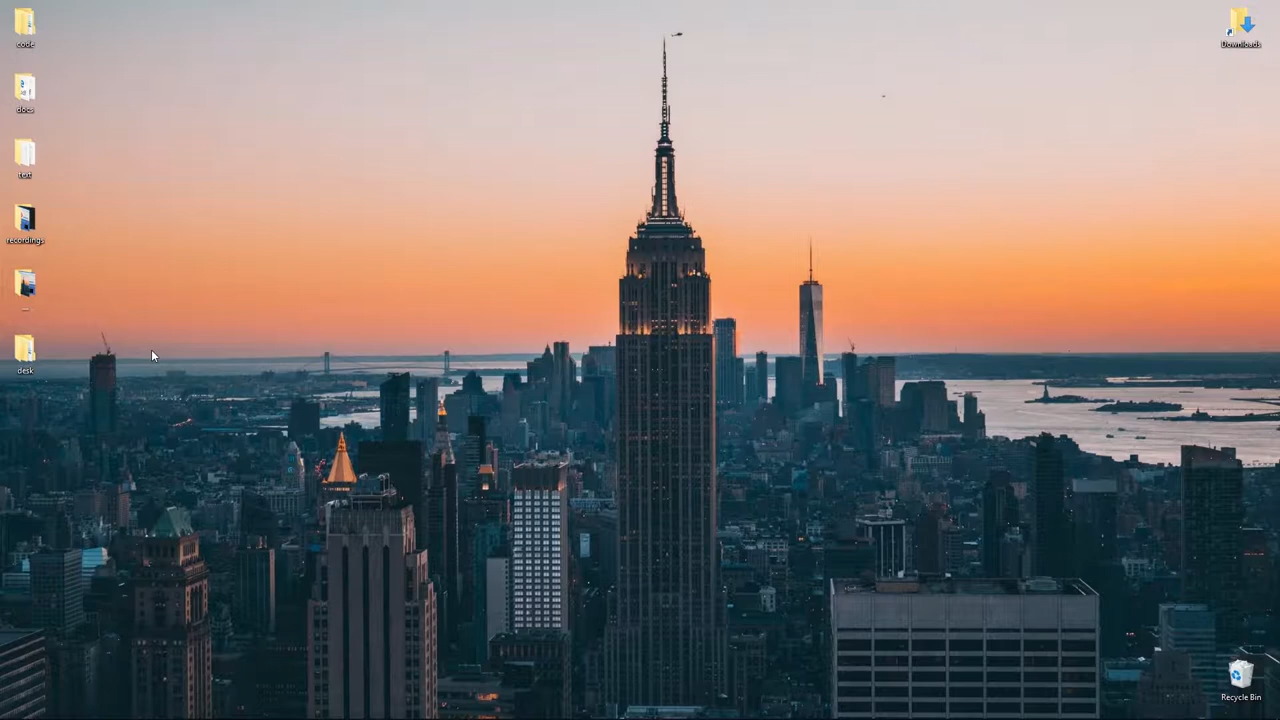 code
docs
text
recordings
...
desk
Downloads
Recycle Bin